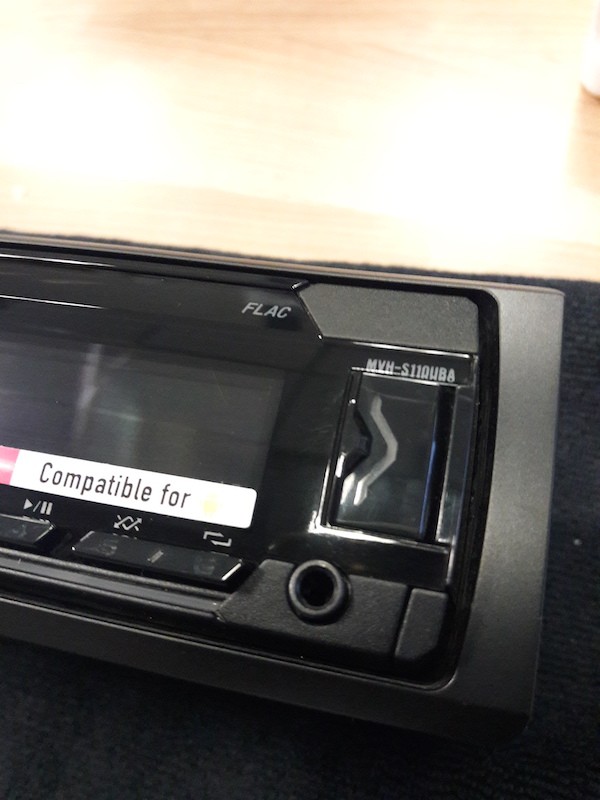 FLAC
MVH-S110UBA
Compatible for